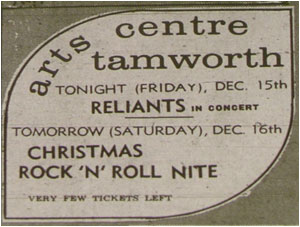 arts centre
tamworth
TONIGHT (FRIDAY), DEC. 15th
RELIANTS IN CONCERT
TOMORROW (SATURDAY), DEC. 16th
CHRISTMAS
ROCK 'N' ROLL NITE
VERY FEW TICKETS LEFT